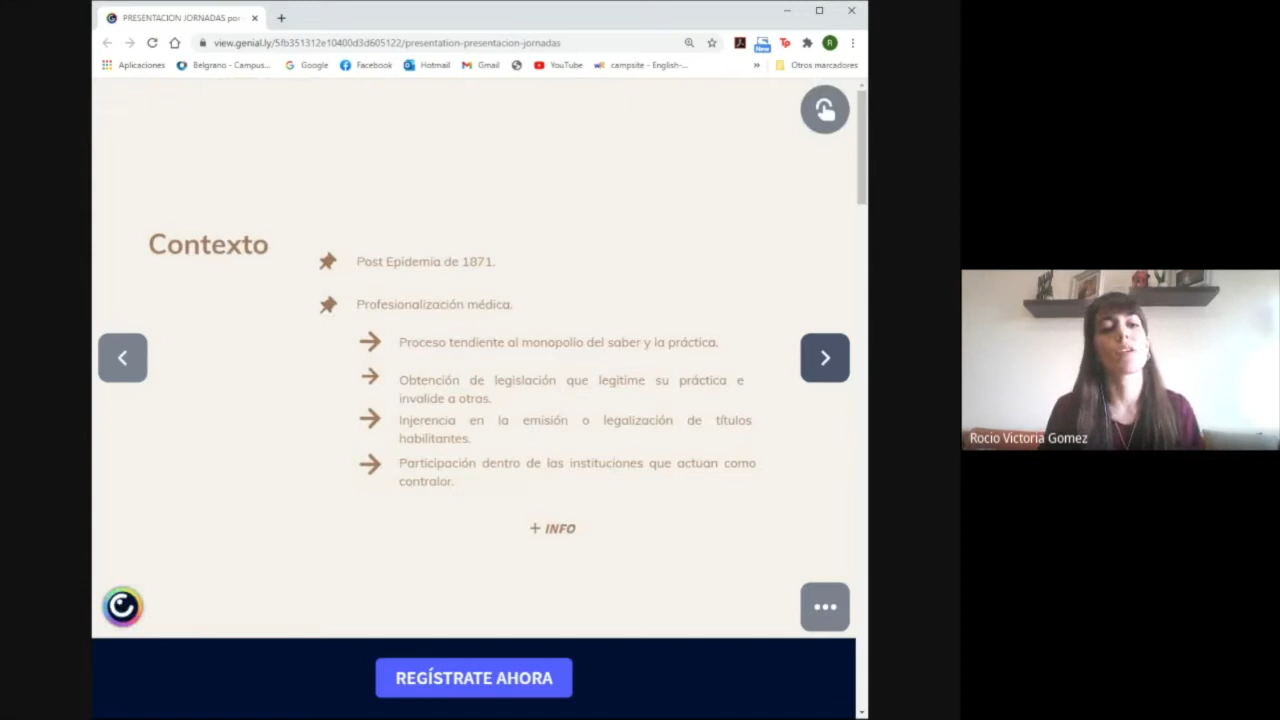 PRESENTACION JORNADAS por
view.genial.ly/5fb351312e10400d3d605122/presentation-presentacion-jornadas
New
Tp
R
Aplicaciones
Belgrano - Campus...
Google
Facebook
Hotmail
Gmail
YouTube
campsite - English-...
»
Otros marcadores
Contexto
Post Epidemia de 1871.
Profesionalización médica.
Proceso tendiente al monopolio del saber y la práctica.
Obtención de legislación que legitime su práctica e
invalide a otras.
Injerencia en la emisión o legalización de títulos
habilitantes.
Participación dentro de las instituciones que actuan como
contralor.
+ INFO
REGÍSTRATE AHORA
Rocio Victoria Gomez